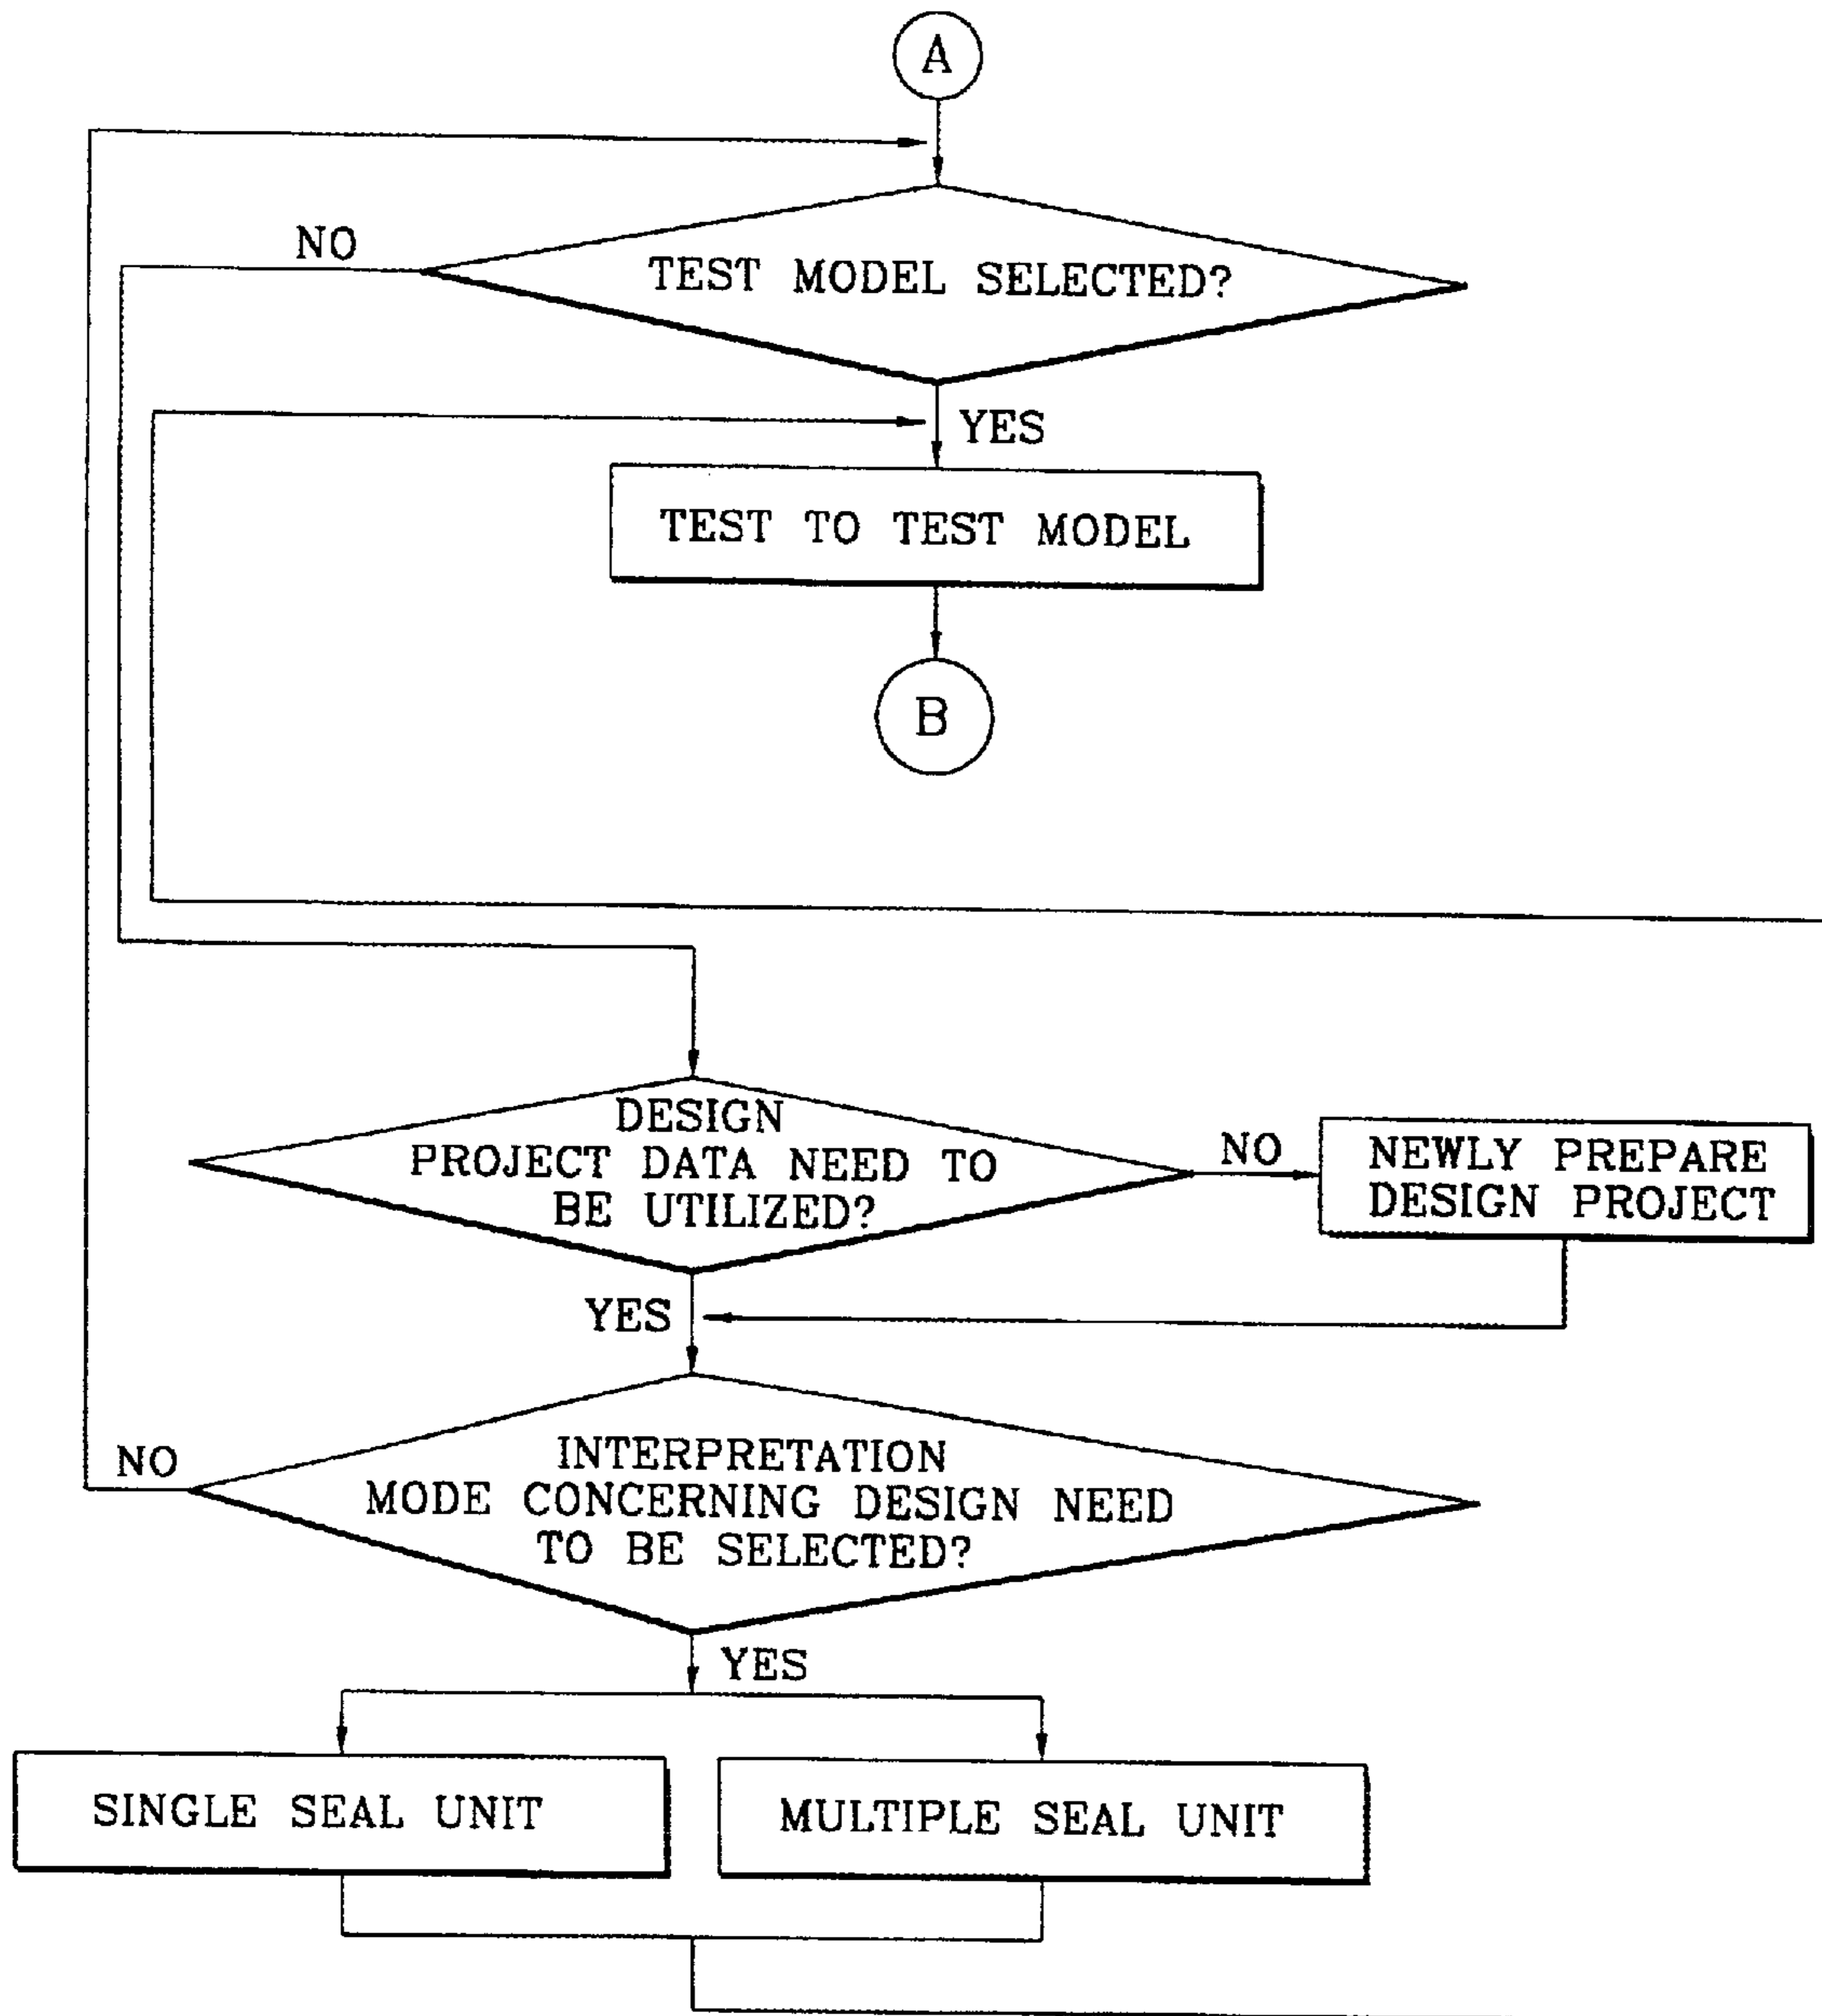 A
NO
TEST MODEL SELECTED?
YES
TEST TO TEST MODEL
B
DESIGN
PROJECT DATA NEED TO
BE UTILIZED?
NO
NEWLY PREPARE
DESIGN PROJECT
YES
NO
INTERPRETATION
MODE CONCERNING DESIGN NEED
TO BE SELECTED?
YES
SINGLE SEAL UNIT
MULTIPLE SEAL UNIT